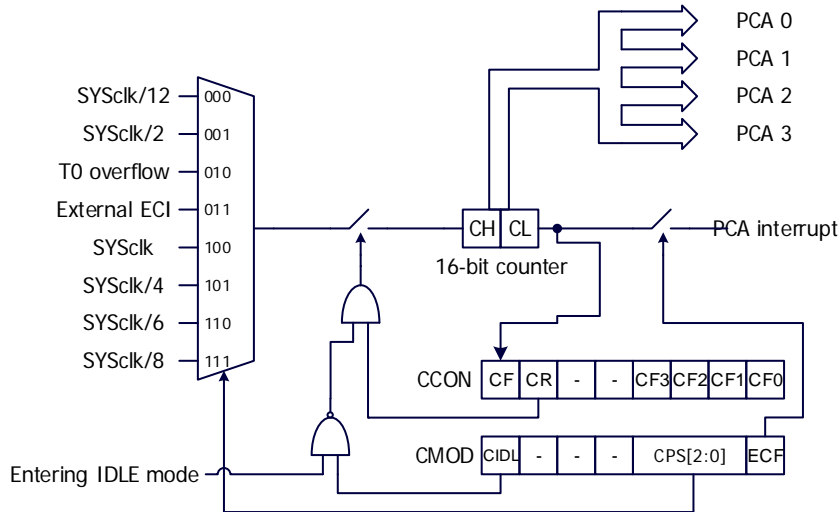 PCA 0
PCA 1
PCA 2
PCA 3
SYSclk/12 000
SYSclk/2 001
T0 overflow 010
External ECI 011
SYSclk 100
SYSclk/4 101
SYSclk/6 110
SYSclk/8 111
CH CL
PCA interrupt
16-bit counter
CCON CF CR - - CF3 CF2 CF1 CF0
CMOD CIDL - - - CPS[2:0] ECF
Entering IDLE mode